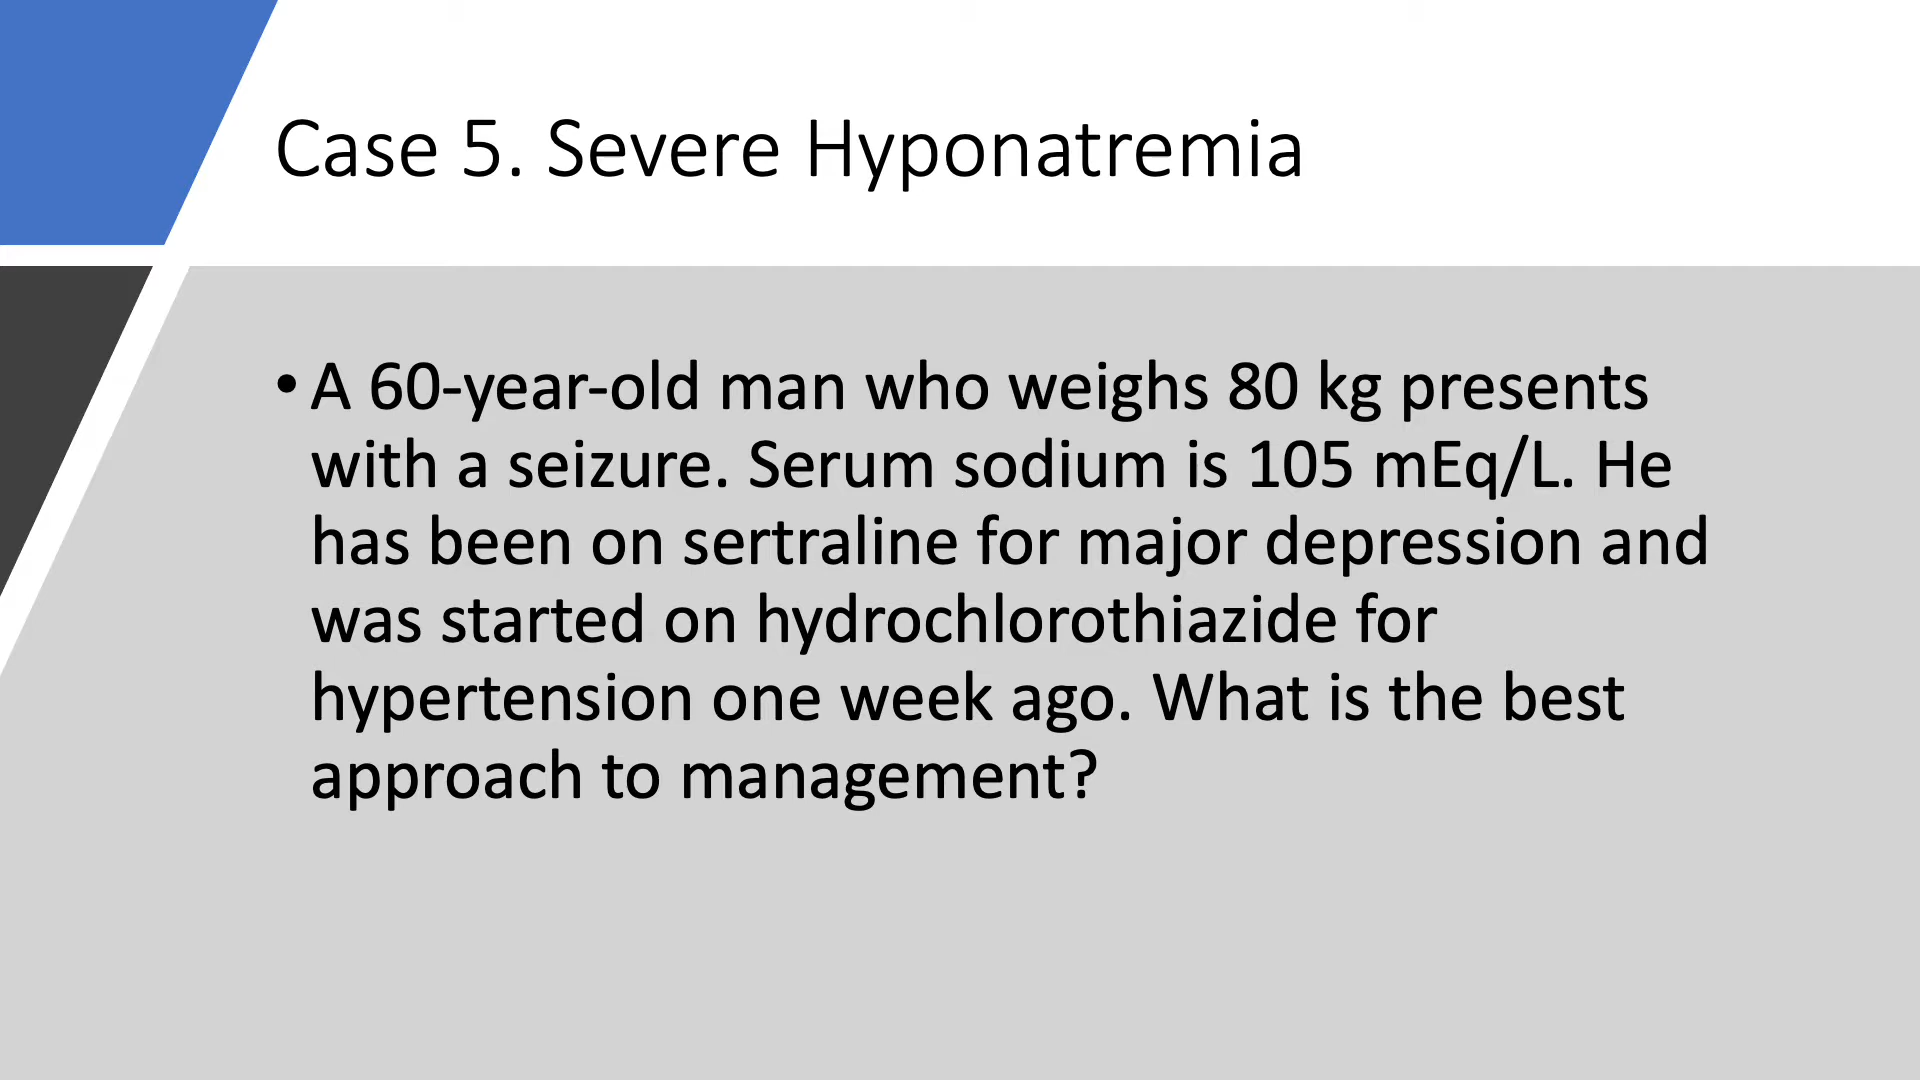 Case 5. Severe Hyponatremia
• A 60-year-old man who weighs 80 kg presents
with a seizure. Serum sodium is 105 mEq/L. He
has been on sertraline for major depression and
was started on hydrochlorothiazide for
hypertension one week ago. What is the best
approach to management?